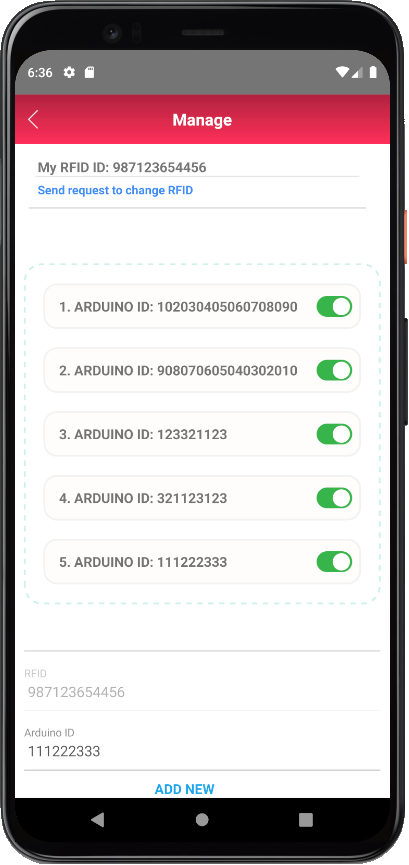 6:36
Manage
My RFID ID: 987123654456
Send request to change RFID
1. ARDUINO ID: 102030405060708090
2. ARDUINO ID: 908070605040302010
3. ARDUINO ID: 123321123
4. ARDUINO ID: 321123123
5. ARDUINO ID: 111222333
RFID
987123654456
Arduino ID
111222333
ADD NEW